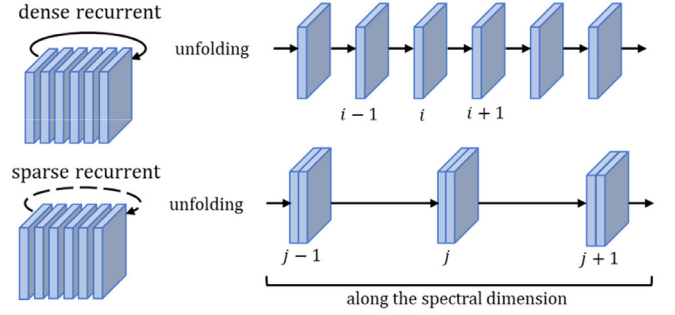 dense recurrent
unfolding
i − 1
i
i + 1
sparse recurrent
unfolding
j − 1
j
j + 1
along the spectral dimension